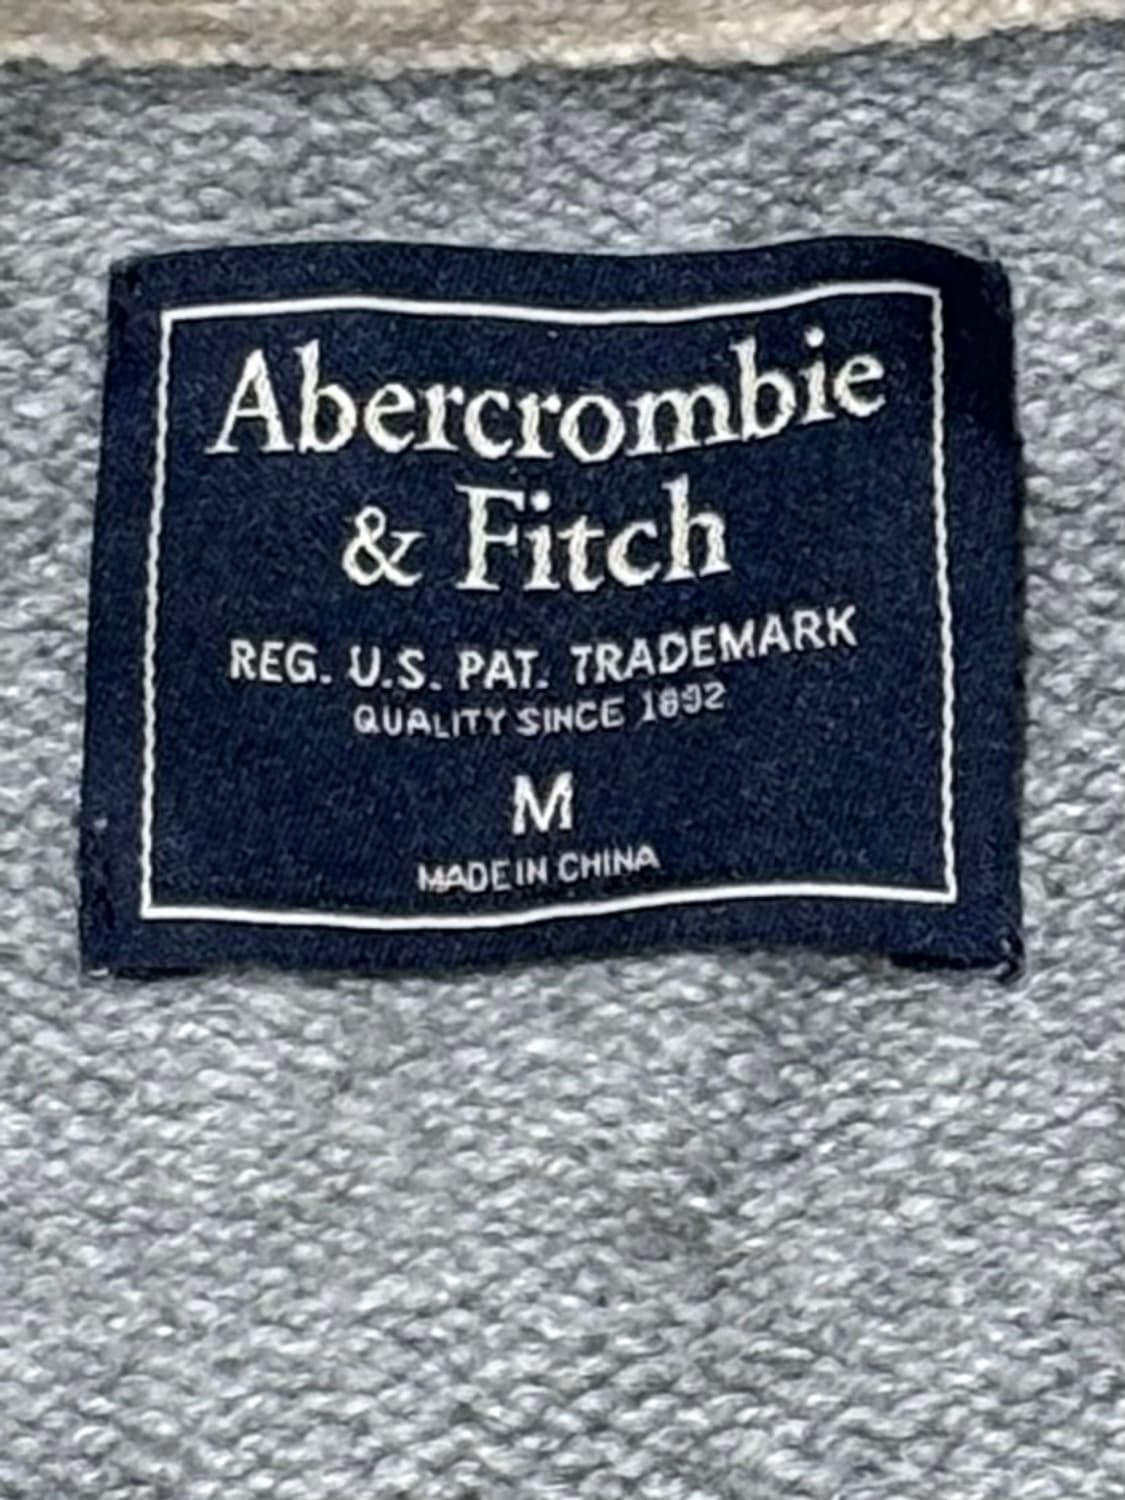 Abercrombie
& Fitch
REG. U.S. PAT. TRADEMARK
QUALITY SINCE 1892
M
MADE IN CHINA